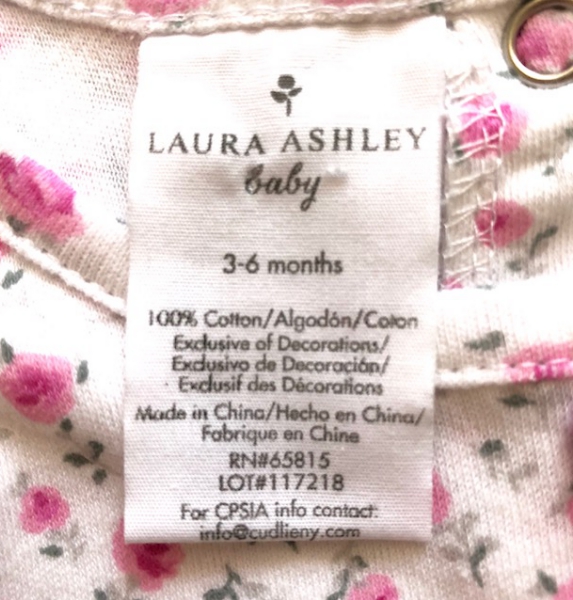 LAURA ASHLEY
baby
3-6 months
100% Cotton/Algodón/Coton
Exclusive of Decorations/
Exclusivo de Decoración/
Exclusif des Décorations
Made in China/Hecho en China/
Fabrique en Chine
RN#65815
LOT#117218
For CPSIA info contact:
info@cudlieny.com